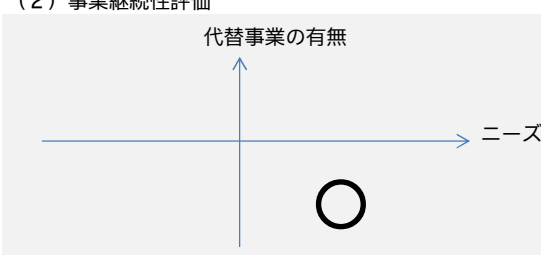 （２）事業継続性評価
代替事業の有無
ニーズ